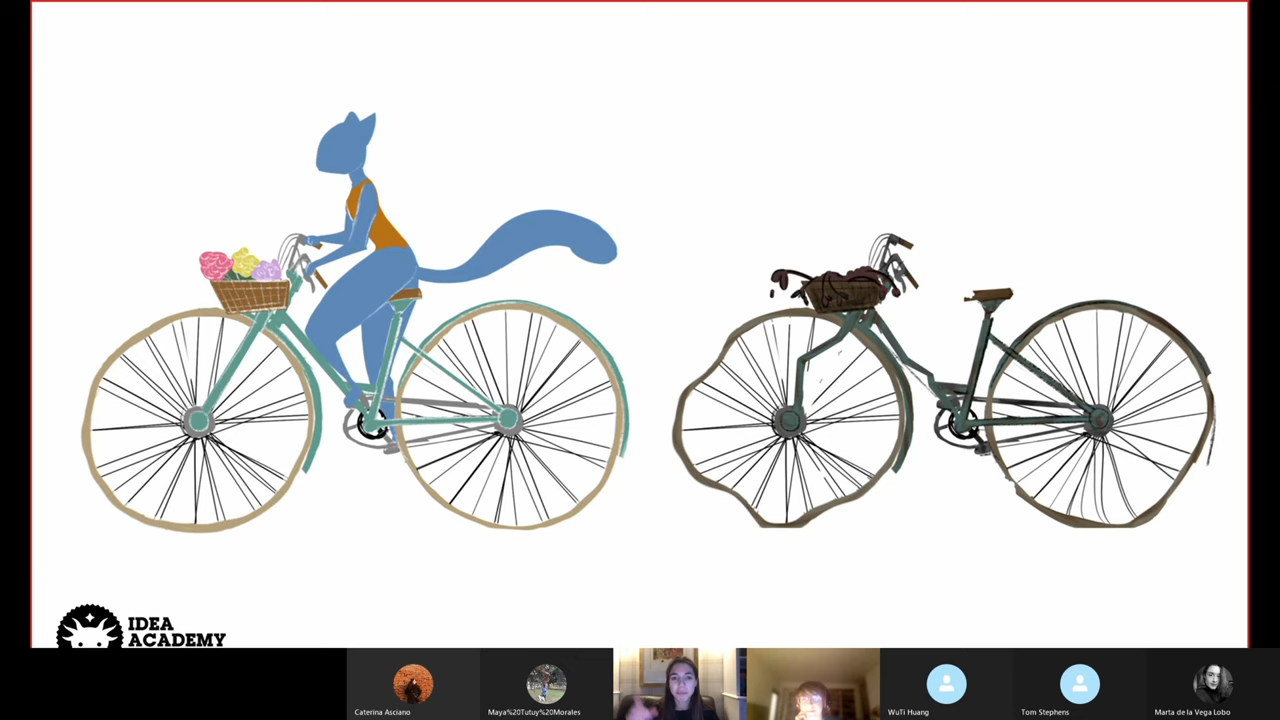 IDEA
ACADEMY
Caterina Asciano
Maya%20Tutuy%20Morales
WuTi Huang
Tom Stephens
Marta de la Vega Lobo